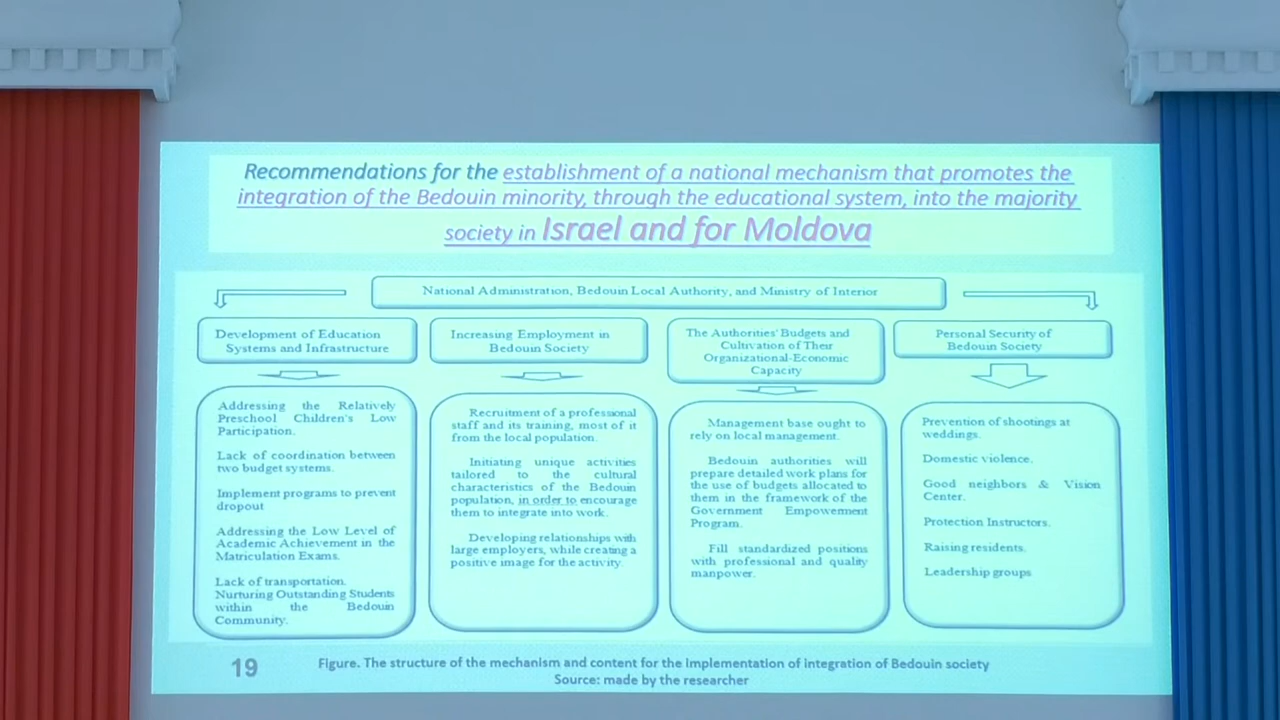 Recommendations for the establishment of a national mechanism that promotes the
integration of the Bedouin minority, through the educational system, into the majority
society in Israel and for Moldova
National Administration, Bedouin Local Authority, and Ministry of Interior
Development of Education
Systems and Infrastructure
Addressing the Relatively
Preschool Children's Low
Participation.
Lack of coordination between
two budget systems.
Implement programs to prevent
dropout
Addressing the Low Level of
Academic Achievement in the
Matriculation Exams.
Lack of transportation.
Nurturing Outstanding Students
within the Bedouin
Community.
Increasing Employment in
Bedouin Society
Recruitment of a professional
staff and its training, most of it
from the local population.
Initiating unique activities
tailored to the cultural
characteristics of the Bedouin
population, in order to encourage
them to integrate into work.
Developing relationships with
large employers, while creating a
positive image for the activity.
The Authorities' Budgets and
Cultivation of Their
Organizational-Economic
Capacity
Management base ought to
rely on local management.
Bedouin authorities will
prepare detailed work plans for
the use of budgets allocated to
them in the framework of the
Government Empowerment
Program.
Fill standardized positions
with professional and quality
manpower.
Personal Security of
Bedouin Society
Prevention of shootings at
weddings.
Domestic violence.
Good neighbors & Vision
Center.
Protection Instructors.
Raising residents.
Leadership groups
19
Figure. The structure of the mechanism and content for the implementation of integration of Bedouin society
Source: made by the researcher